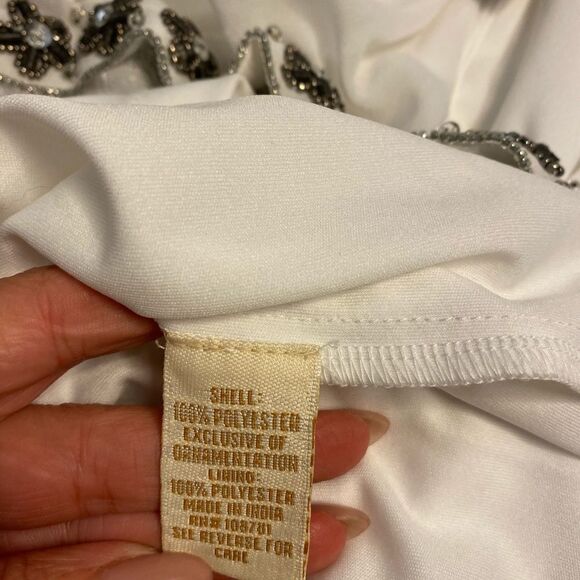 SHELL:
100% POLYESTER
EXCLUSIVE OF
ORNAMENTATION
LINING:
100% POLYESTER
MADE IN INDIA
RN# 108701
SEE REVERSE FOR
CARE